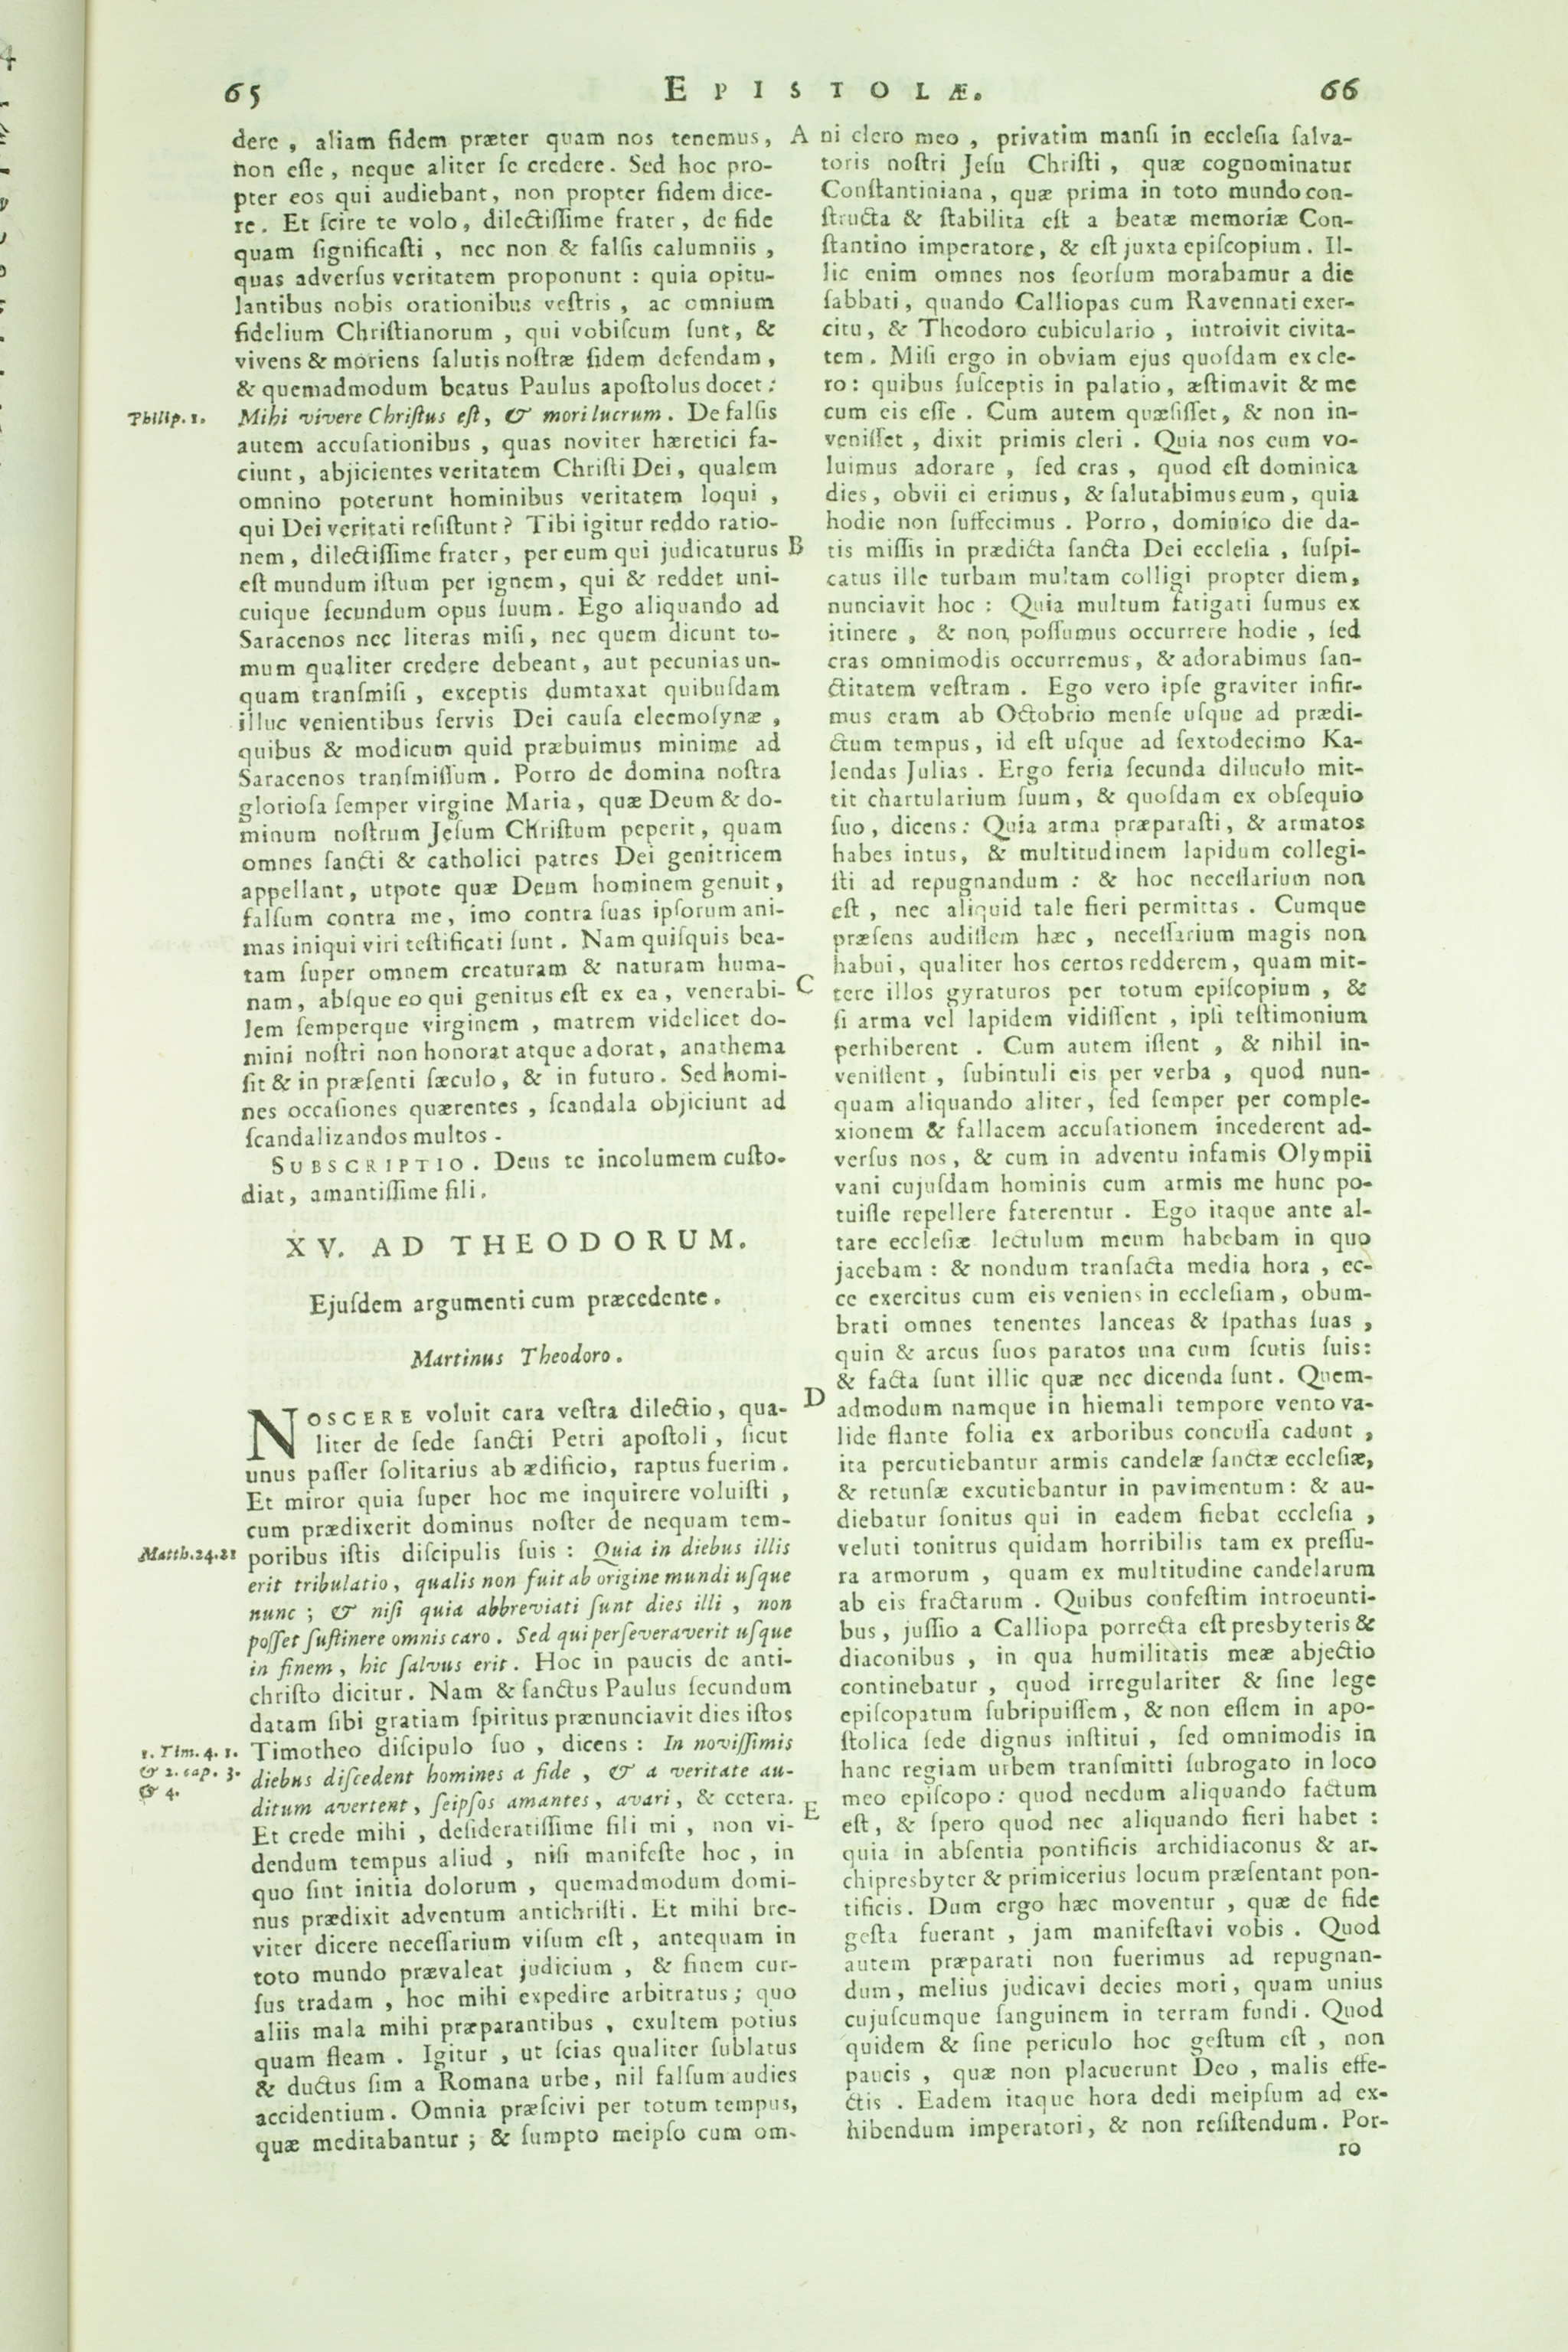 65
EPISTOLÆ.
66
dere , aliam fidem præter quam nos tenemus,
non eſſe, neque aliter ſe credere. Sed hoc pro-
pter eos qui audiebant, non propter fidem dice-
re. Et ſcire te volo, dilectiſſime frater, de fide
quam ſignificaſti , nec non & falſis calumniis ,
quas adverſus veritatem proponunt : quia opitu-
lantibus nobis orationibus veſtris , ac omnium
fidelium Chriſtianorum , qui vobiſcum ſunt, &
vivens & moriens ſalutis noſtræ fidem defendam ,
& quemadmodum beatus Paulus apoſtolus docet :
Philip. 1.
Mihi vivere Chriſtus eſt, & mori lucrum. De falſis
autem accuſationibus , quas noviter hæretici fa-
ciunt, abjicientes veritatem Chriſti Dei, qualem
omnino poterunt hominibus veritatem loqui ,
qui Dei veritati reſiſtunt? Tibi igitur reddo ratio-
nem, dilectiſſime frater, per eum qui judicaturus
eſt mundum iſtum per ignem, qui & reddet uni-
cuique ſecundum opus ſuum. Ego aliquando ad
Saracenos nec literas miſi, nec quem dicunt to-
mum qualiter credere debeant, aut pecunias un-
quam tranſmiſi , exceptis dumtaxat quibuſdam
illuc venientibus ſervis Dei cauſa eleemoſynæ ,
quibus & modicum quid præbuimus minime ad
Saracenos tranſmiſſum. Porro de domina noſtra
glorioſa ſemper virgine Maria, quæ Deum & do-
minum noſtrum Jeſum Chriſtum peperit, quam
omnes ſancti & catholici patres Dei genitricem
appellant, utpote quæ Deum hominem genuit,
falſum contra me, imo contra ſuas ipſorum ani-
mas iniqui viri teſtificati ſunt. Nam quiſquis bea-
tam ſuper omnem creaturam & naturam huma-
nam, abſque eo qui genitus eſt ex ea, venerabi-
lem ſemperque virginem , matrem videlicet do-
mini noſtri non honorat atque adorat, anathema
ſit & in præſenti ſæculo, & in futuro. Sed homi-
nes occaſiones quærentes , ſcandala objiciunt ad
ſcandalizandos multos.
SUBSCRIPTIO. Deus te incolumem cuſto-
diat, amantiſſime fili.
XV. AD THEODORUM.
Ejuſdem argumenti cum præcedente.
Martinus Theodoro.
NOSCERE voluit cara veſtra dilectio, qua-
liter de ſede ſancti Petri apoſtoli, ſicut
unus paſſer ſolitarius ab ædificio, raptus fuerim.
Et miror quia ſuper hoc me inquirere voluiſti ,
cum prædixerit dominus noſter de nequam tem-
Matth.24.21
poribus iſtis diſcipulis ſuis : Quia in diebus illis
erit tribulatio, qualis non fuit ab origine mundi uſque
nunc ; & niſi quia abbreviati ſunt dies illi , non
poſſet ſuſtinere omnis caro. Sed qui perſeveraverit uſque
in finem, hic ſalvus erit. Hoc in paucis de anti-
chriſto dicitur. Nam & ſanctus Paulus ſecundum
datam ſibi gratiam ſpiritus prænunciavit dies iſtos
1. Tim. 4. 1.
& 2. cap. 3.
& 4.
Timotheo diſcipulo ſuo , dicens : In noviſſimis
diebus diſcedent homines a fide , & a veritate au-
ditum avertent, ſeipſos amantes, avari, & cetera.
Et crede mihi , deſideratiſſime fili mi , non vi-
dendum tempus aliud , niſi manifeſte hoc , in
quo ſint initia dolorum , quemadmodum domi-
nus prædixit adventum antichriſti. Et mihi bre-
viter dicere neceſſarium viſum eſt, antequam in
toto mundo prævaleat judicium , & finem cur-
ſus tradam , hoc mihi expedire arbitratus; quo
aliis mala mihi præparantibus , exultem potius
quam fleam . Igitur , ut ſcias qualiter ſublatus
& ductus ſim a Romana urbe, nil falſum audies
accidentium. Omnia præſcivi per totum tempus,
quæ meditabantur ; & ſumpto meipſo cum om-
A
B
C
D
E
ni clero meo , privatim manſi in eccleſia ſalva-
toris noſtri Jeſu Chriſti , quæ cognominatur
Conſtantiniana, quæ prima in toto mundo con-
ſtructa & ſtabilita eſt a beatæ memoriæ Con-
ſtantino imperatore, & eſt juxta epiſcopium. Il-
lic enim omnes nos ſeorſum morabamur a die
ſabbati, quando Calliopas cum Ravennati exer-
citu, & Theodoro cubiculario , introivit civita-
tem. Miſi ergo in obviam ejus quoſdam ex cle-
ro: quibus ſuſceptis in palatio, æſtimavit & me
cum eis eſſe. Cum autem quæſiſſet, & non in-
veniſſet, dixit primis cleri. Quia nos eum vo-
luimus adorare , ſed cras , quod eſt dominica
dies, obvii ei erimus, & ſalutabimus eum, quia
hodie non ſuffecimus . Porro, dominico die da-
tis miſſis in prædicta ſancta Dei eccleſia , ſuſpi-
catus ille turbam multam colligi propter diem,
nunciavit hoc : Quia multum fatigati ſumus ex
itinere , & non poſſumus occurrere hodie , ſed
cras omnimodis occurremus, & adorabimus ſan-
ctitatem veſtram . Ego vero ipſe graviter infir-
mus eram ab Octobrio menſe uſque ad prædi-
ctum tempus, id eſt uſque ad ſextodecimo Ka-
lendas Julias . Ergo feria ſecunda diluculo mit-
tit chartularium ſuum, & quoſdam ex obſequio
ſuo, dicens: Quia arma præparaſti, & armatos
habes intus, & multitudinem lapidum collegi-
ſti ad repugnandum : & hoc neceſſarium non
eſt , nec aliquid tale fieri permittas . Cumque
præſens audiſſem hæc , neceſſarium magis non
habui, qualiter hos certos redderem, quam mit-
tere illos gyraturos per totum epiſcopium , &
ſi arma vel lapidem vidiſſent , ipſi teſtimonium
perhiberent . Cum autem iſſent , & nihil in-
veniſſent , ſubintuli eis per verba , quod nun-
quam aliquando aliter, ſed ſemper per comple-
xionem & fallacem accuſationem incederent ad-
verſus nos, & cum in adventu infamis Olympii
vani cujuſdam hominis cum armis me hunc po-
tuiſſe repellere faterentur . Ego itaque ante al-
tare eccleſiæ lectulum meum habebam in quo
jacebam : & nondum tranſacta media hora , ec-
ce exercitus cum eis veniens in eccleſiam, obum-
brati omnes tenentes lanceas & ſpathas ſuas ,
quin & arcus ſuos paratos una cum ſcutis ſuis:
& facta ſunt illic quæ nec dicenda ſunt. Quem-
admodum namque in hiemali tempore vento va-
lide flante folia ex arboribus concuſſa cadunt ,
ita percutiebantur armis candelæ ſanctæ eccleſiæ,
& retunſæ excutiebantur in pavimentum: & au-
diebatur ſonitus qui in eadem fiebat eccleſia ,
veluti tonitrus quidam horribilis tam ex preſſu-
ra armorum , quam ex multitudine candelarum
ab eis fractarum . Quibus confeſtim introeunti-
bus, juſſio a Calliopa porrecta eſt presbyteris &
diaconibus , in qua humilitatis meæ abjectio
continebatur , quod irregulariter & ſine lege
epiſcopatum ſubripuiſſem, & non eſſem in apo-
ſtolica ſede dignus inſtitui , ſed omnimodis in
hanc regiam urbem tranſmitti ſubrogato in loco
meo epiſcopo: quod necdum aliquando factum
eſt, & ſpero quod nec aliquando fieri habet :
quia in abſentia pontificis archidiaconus & ar-
chipresbyter & primicerius locum præſentant pon-
tificis. Dum ergo hæc moventur , quæ de fide
geſta fuerant , jam manifeſtavi vobis . Quod
autem præparati non fuerimus ad repugnan-
dum, melius judicavi decies mori, quam unius
cujuſcumque ſanguinem in terram fundi. Quod
quidem & ſine periculo hoc geſtum eſt , non
paucis , quæ non placuerunt Deo , malis effe-
ctis . Eadem itaque hora dedi meipſum ad ex-
hibendum imperatori, & non reſiſtendum. Por-
ro